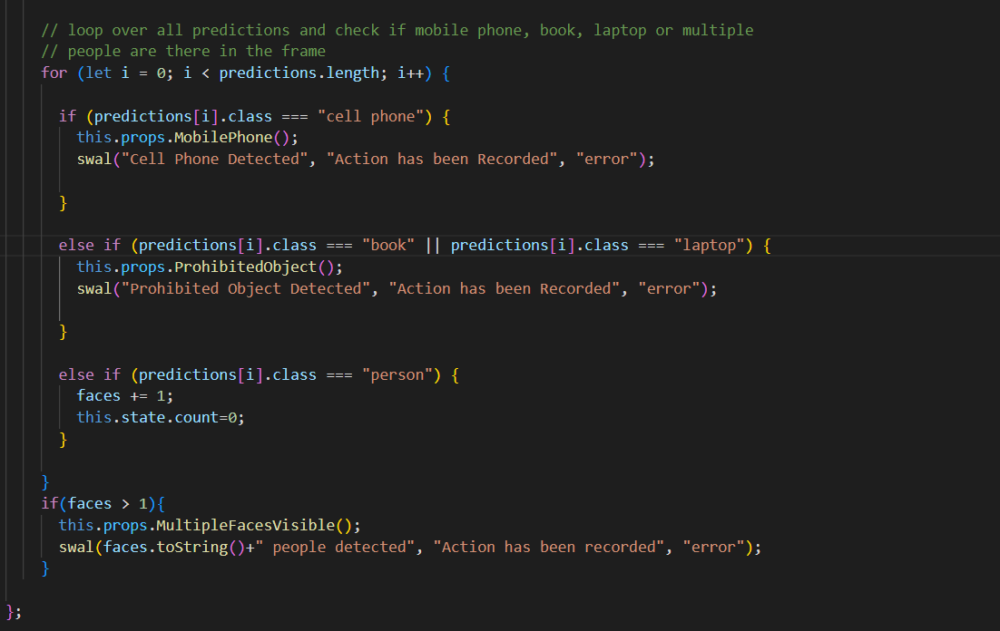 // loop over all predictions and check if mobile phone, book, laptop or multiple
// people are there in the frame
for (let i = 0; i < predictions.length; i++) {
if (predictions[i].class === "cell phone") {
this.props.MobilePhone();
swal("Cell Phone Detected", "Action has been Recorded", "error");
}
else if (predictions[i].class === "book" || predictions[i].class === "laptop") {
this.props.ProhibitedObject();
swal("Prohibited Object Detected", "Action has been Recorded", "error");
}
else if (predictions[i].class === "person") {
faces += 1;
this.state.count=0;
}
}
if(faces > 1){
this.props.MultipleFacesVisible();
swal(faces.toString()+" people detected", "Action has been recorded", "error");
}
};